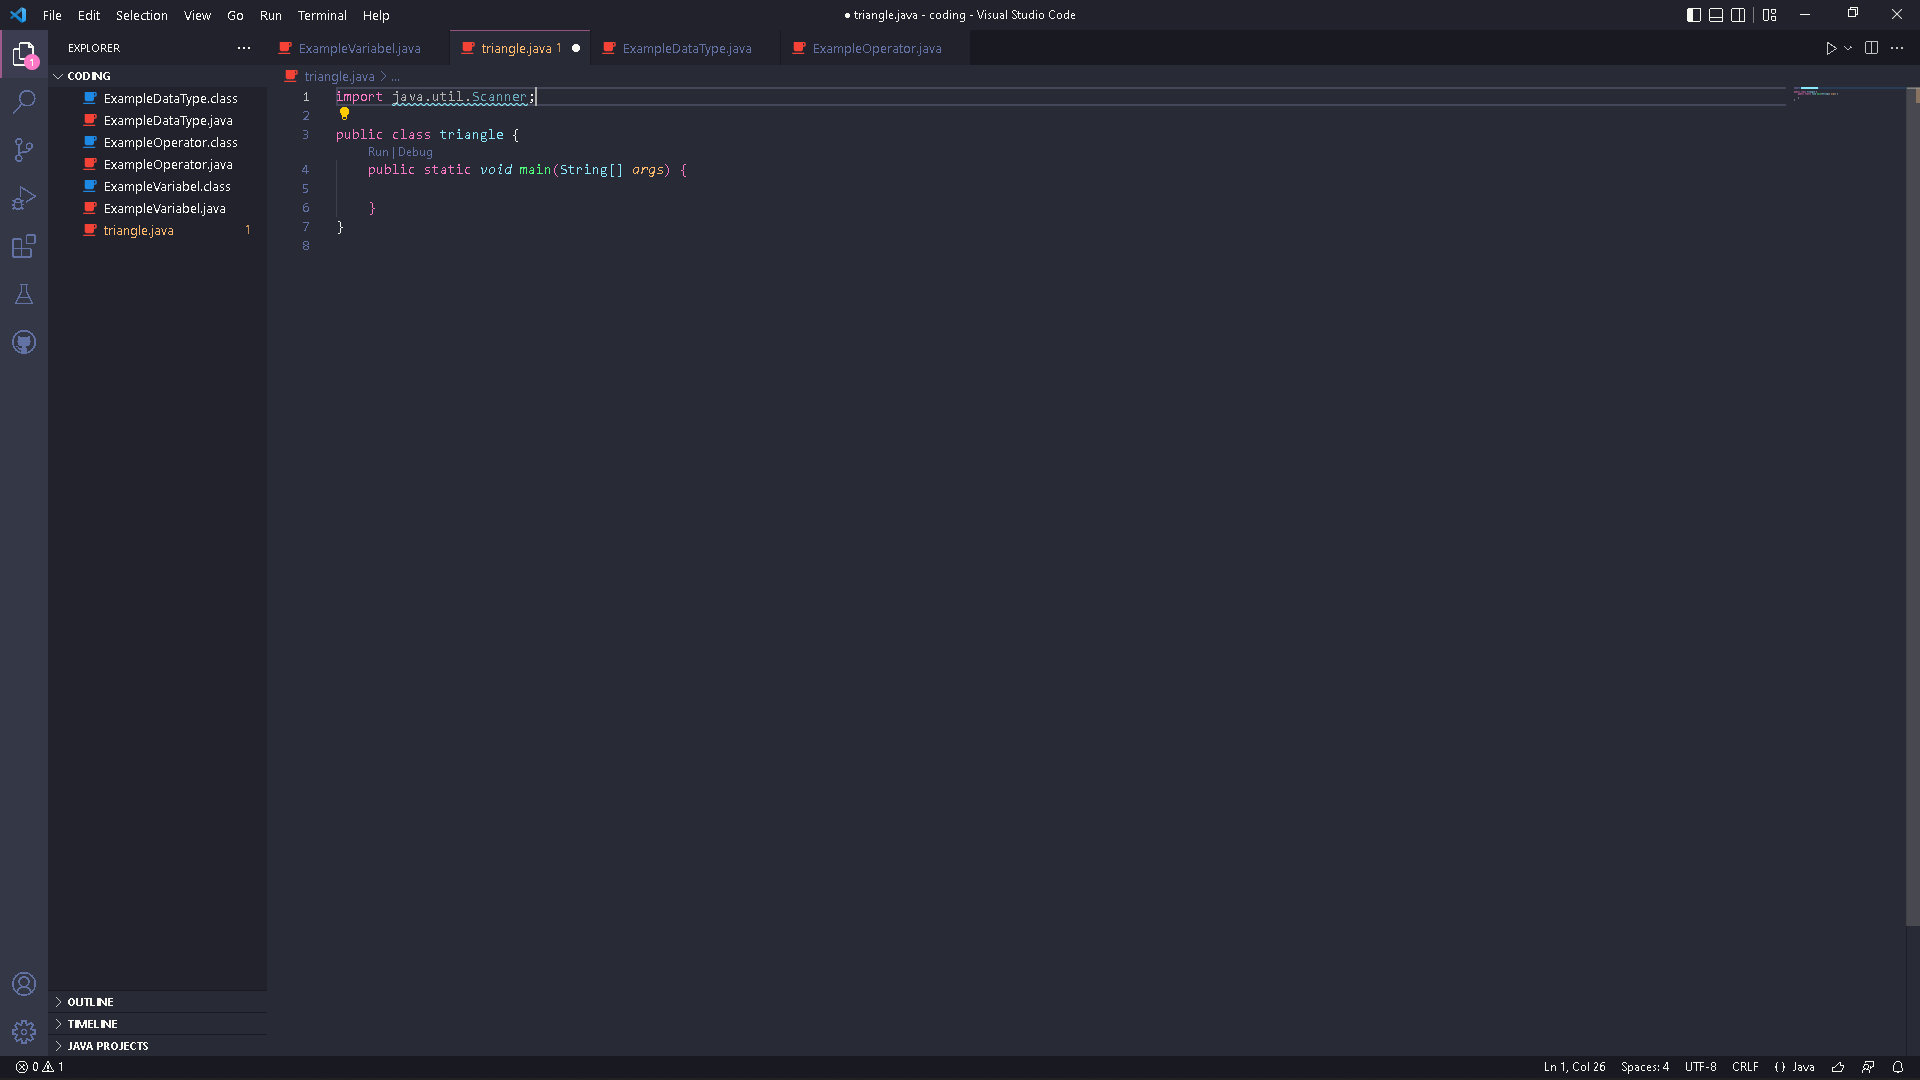 File Edit Selection View Go Run Terminal Help
● triangle.java - coding - Visual Studio Code
EXPLORER
ExampleVariabel.java
triangle.java 1
ExampleDataType.java
ExampleOperator.java
1
CODING
ExampleDataType.class
ExampleDataType.java
ExampleOperator.class
ExampleOperator.java
ExampleVariabel.class
ExampleVariabel.java
triangle.java 1
triangle.java > ...
1 import java.util.Scanner;
2
3 public class triangle {
Run | Debug
4 public static void main(String[] args) {
5
6 }
7 }
8
OUTLINE
TIMELINE
JAVA PROJECTS
0 1
Ln 1, Col 26 Spaces: 4 UTF-8 CRLF {} Java